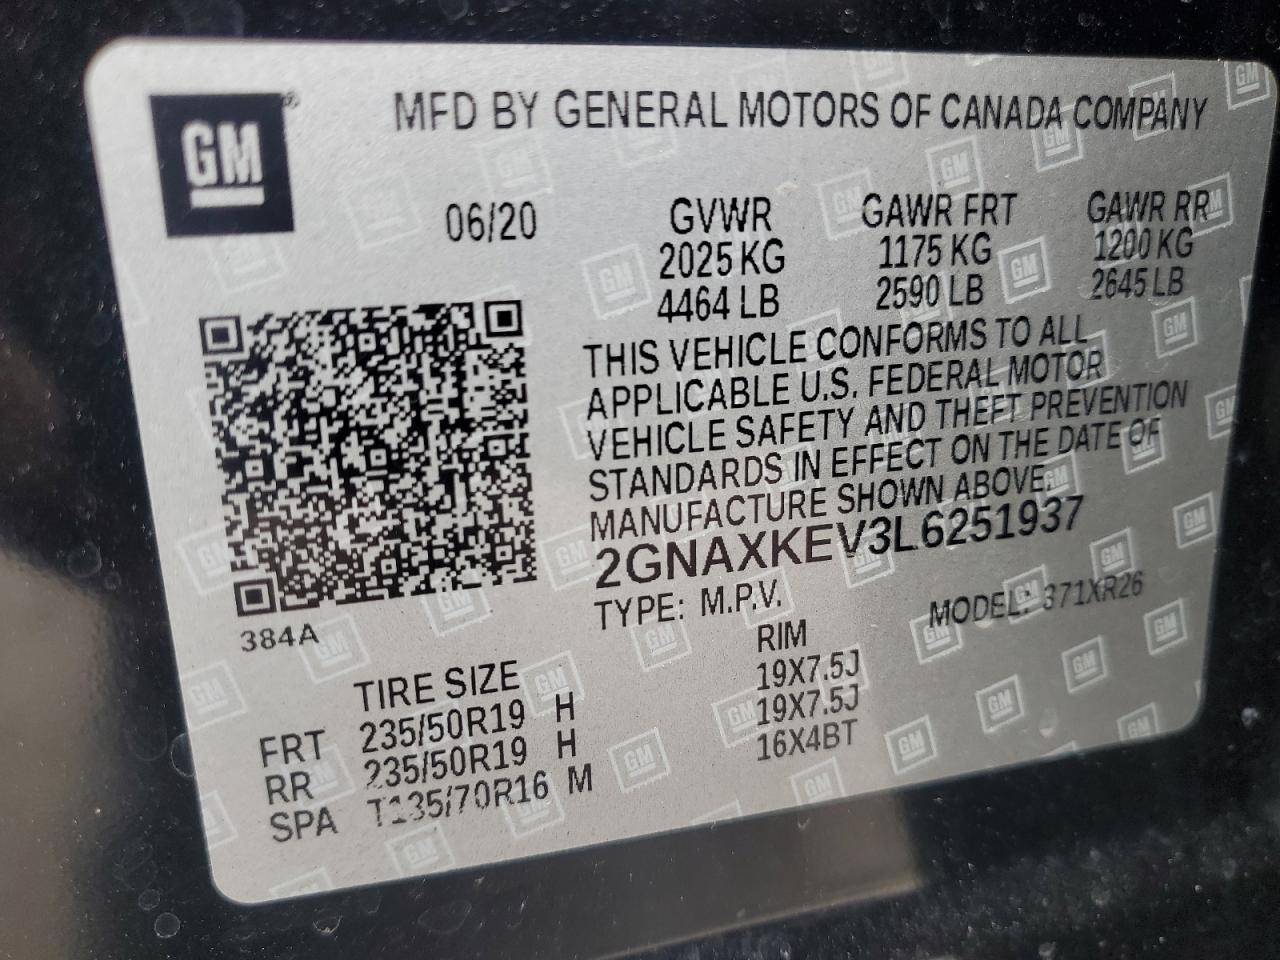 GM
MFD BY GENERAL MOTORS OF CANADA COMPANY
06/20
GVWR GAWR FRT GAWR RR
2025 KG 1175 KG 1200 KG
4464 LB 2590 LB 2645 LB
THIS VEHICLE CONFORMS TO ALL
APPLICABLE U.S. FEDERAL MOTOR
VEHICLE SAFETY AND THEFT PREVENTION
STANDARDS IN EFFECT ON THE DATE OF
MANUFACTURE SHOWN ABOVE.
2GNAXKEV3L6251937
TYPE: M.P.V. MODEL: 371XR26
384A
TIRE SIZE RIM
FRT 235/50R19 H 19X7.5J
RR 235/50R19 H 19X7.5J
SPA T135/70R16 M 16X4BT